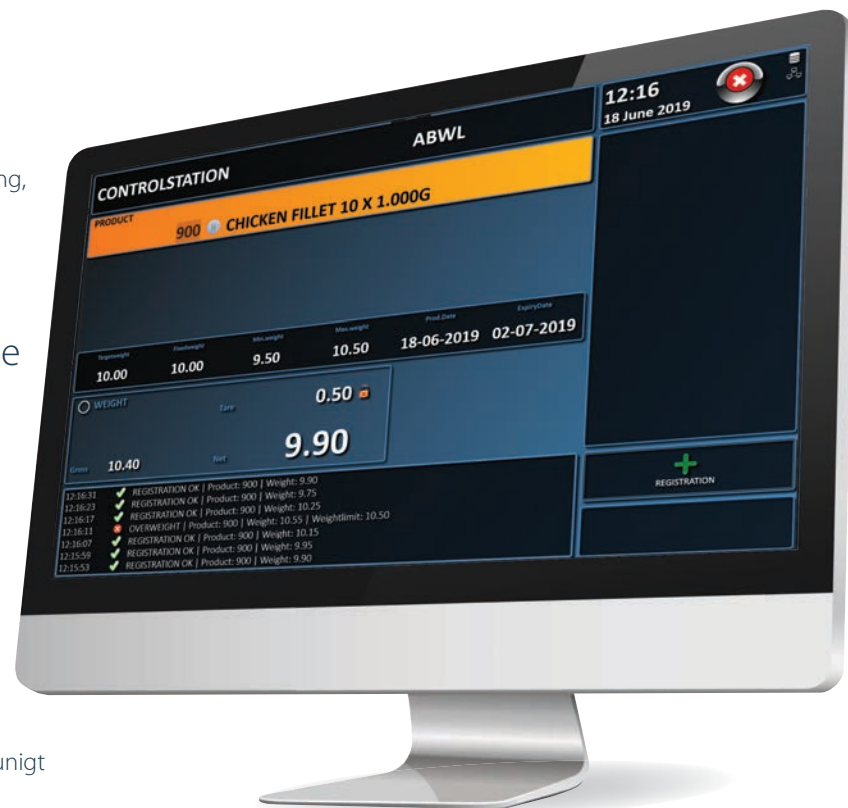 ng,
e
unigt
CONTROLSTATION ABWL
12:16
18 June 2019
PRODUCT
900 CHICKEN FILLET 10 X 1.000G
Targetweight Fixedweight Min.weight Max.weight Prod.Date ExpiryDate
10.00 10.00 9.50 10.50 18-06-2019 02-07-2019
WEIGHT Tare 0.50
Gross 10.40 Net 9.90
12:16:31 REGISTRATION OK | Product: 900 | Weight: 9.90
12:16:23 REGISTRATION OK | Product: 900 | Weight: 9.75
12:16:17 REGISTRATION OK | Product: 900 | Weight: 10.25
12:16:11 OVERWEIGHT | Product: 900 | Weight: 10.55 | Weightlimit: 10.50
12:16:07 REGISTRATION OK | Product: 900 | Weight: 10.15
12:15:59 REGISTRATION OK | Product: 900 | Weight: 9.95
12:15:53 REGISTRATION OK | Product: 900 | Weight: 9.90
REGISTRATION